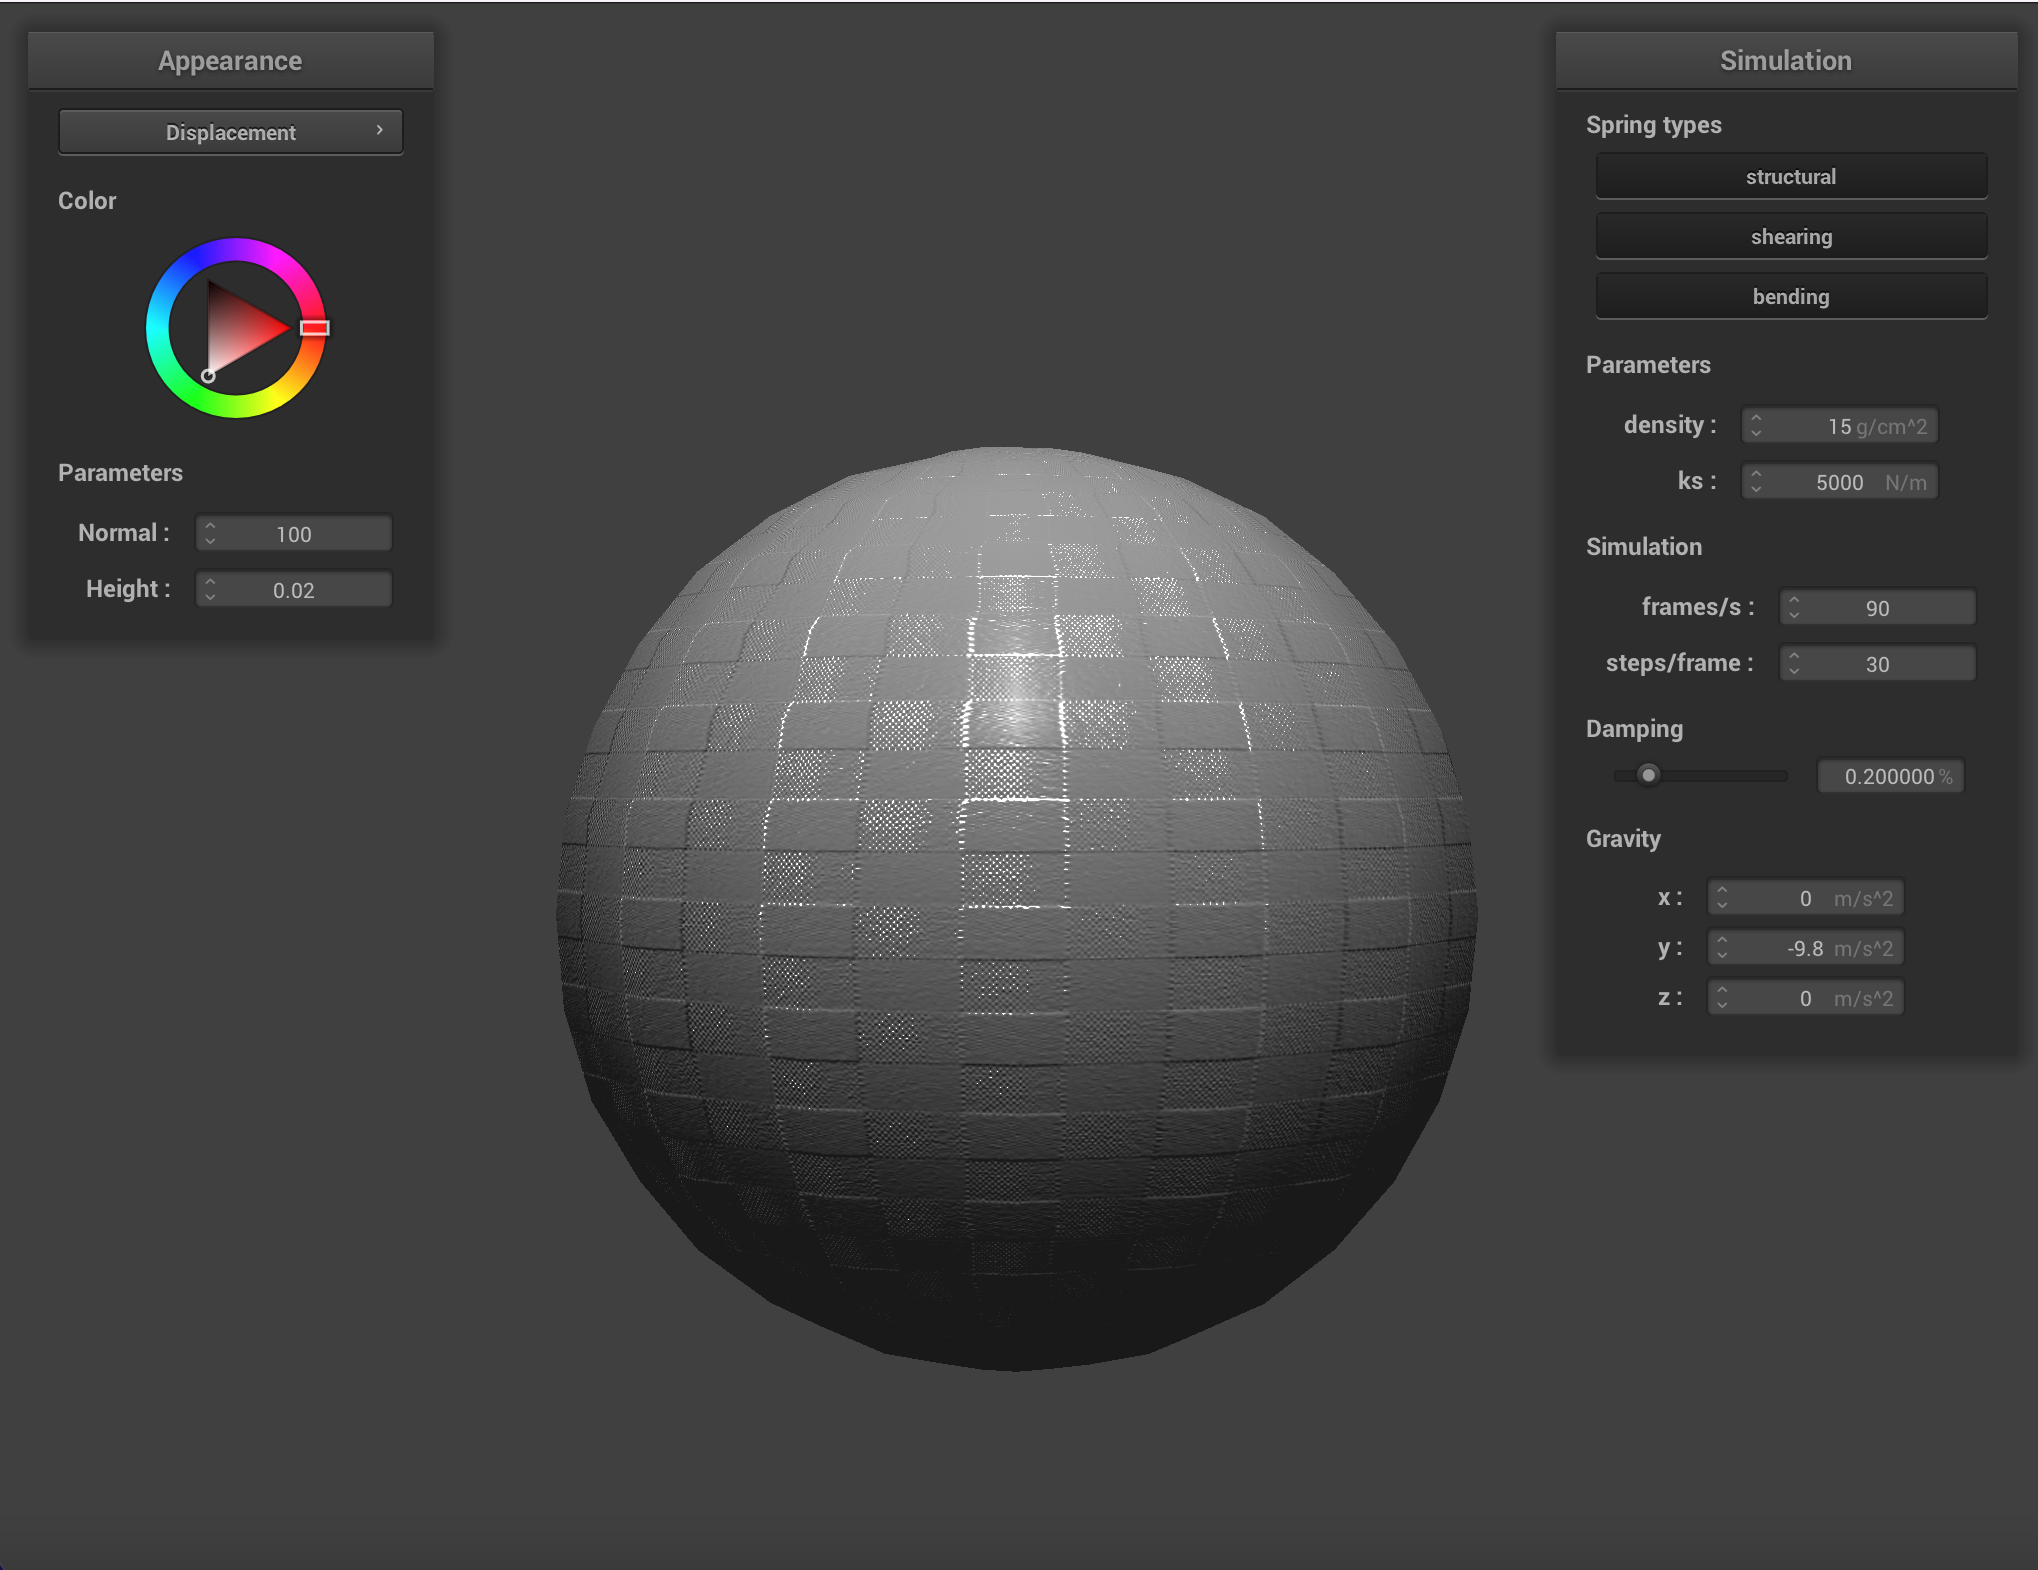 Appearance
Displacement
Color
Parameters
Normal : 100
Height : 0.02
Simulation
Spring types
structural
shearing
bending
Parameters
density : 15 g/cm^2
ks : 5000 N/m
Simulation
frames/s : 90
steps/frame : 30
Damping
0.200000 %
Gravity
x : 0 m/s^2
y : -9.8 m/s^2
z : 0 m/s^2